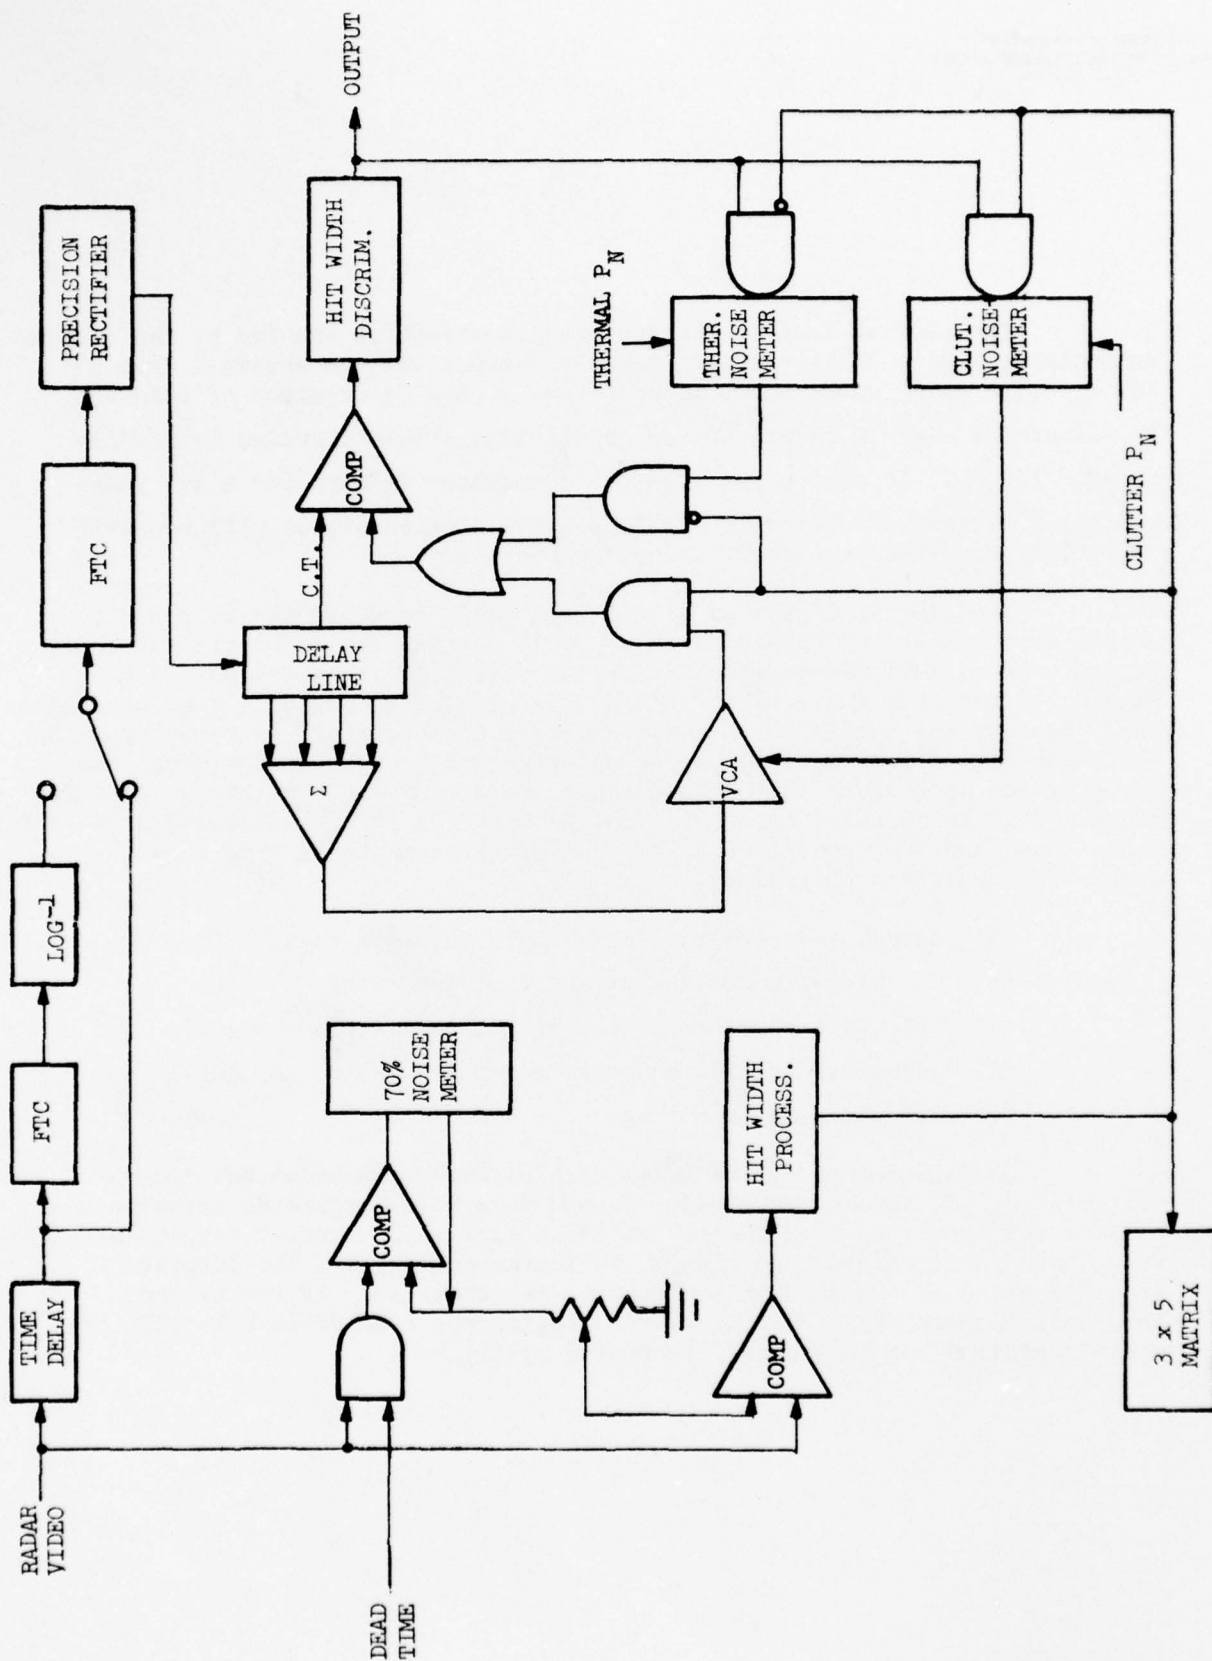 RADAR
VIDEO
TIME
DELAY
FTC
LOG⁻¹
FTC
PRECISION
RECTIFIER
DEAD
TIME
COMP
70%
NOISE
METER
Σ
DELAY
LINE
C.T.
COMP
HIT WIDTH
DISCRIM.
OUTPUT
COMP
HIT WIDTH
PROCESS.
VCA
THERMAL P_N
THER.
NOISE
METER
CLUT.
NOISE
METER
CLUTTER P_N
3 x 5
MATRIX